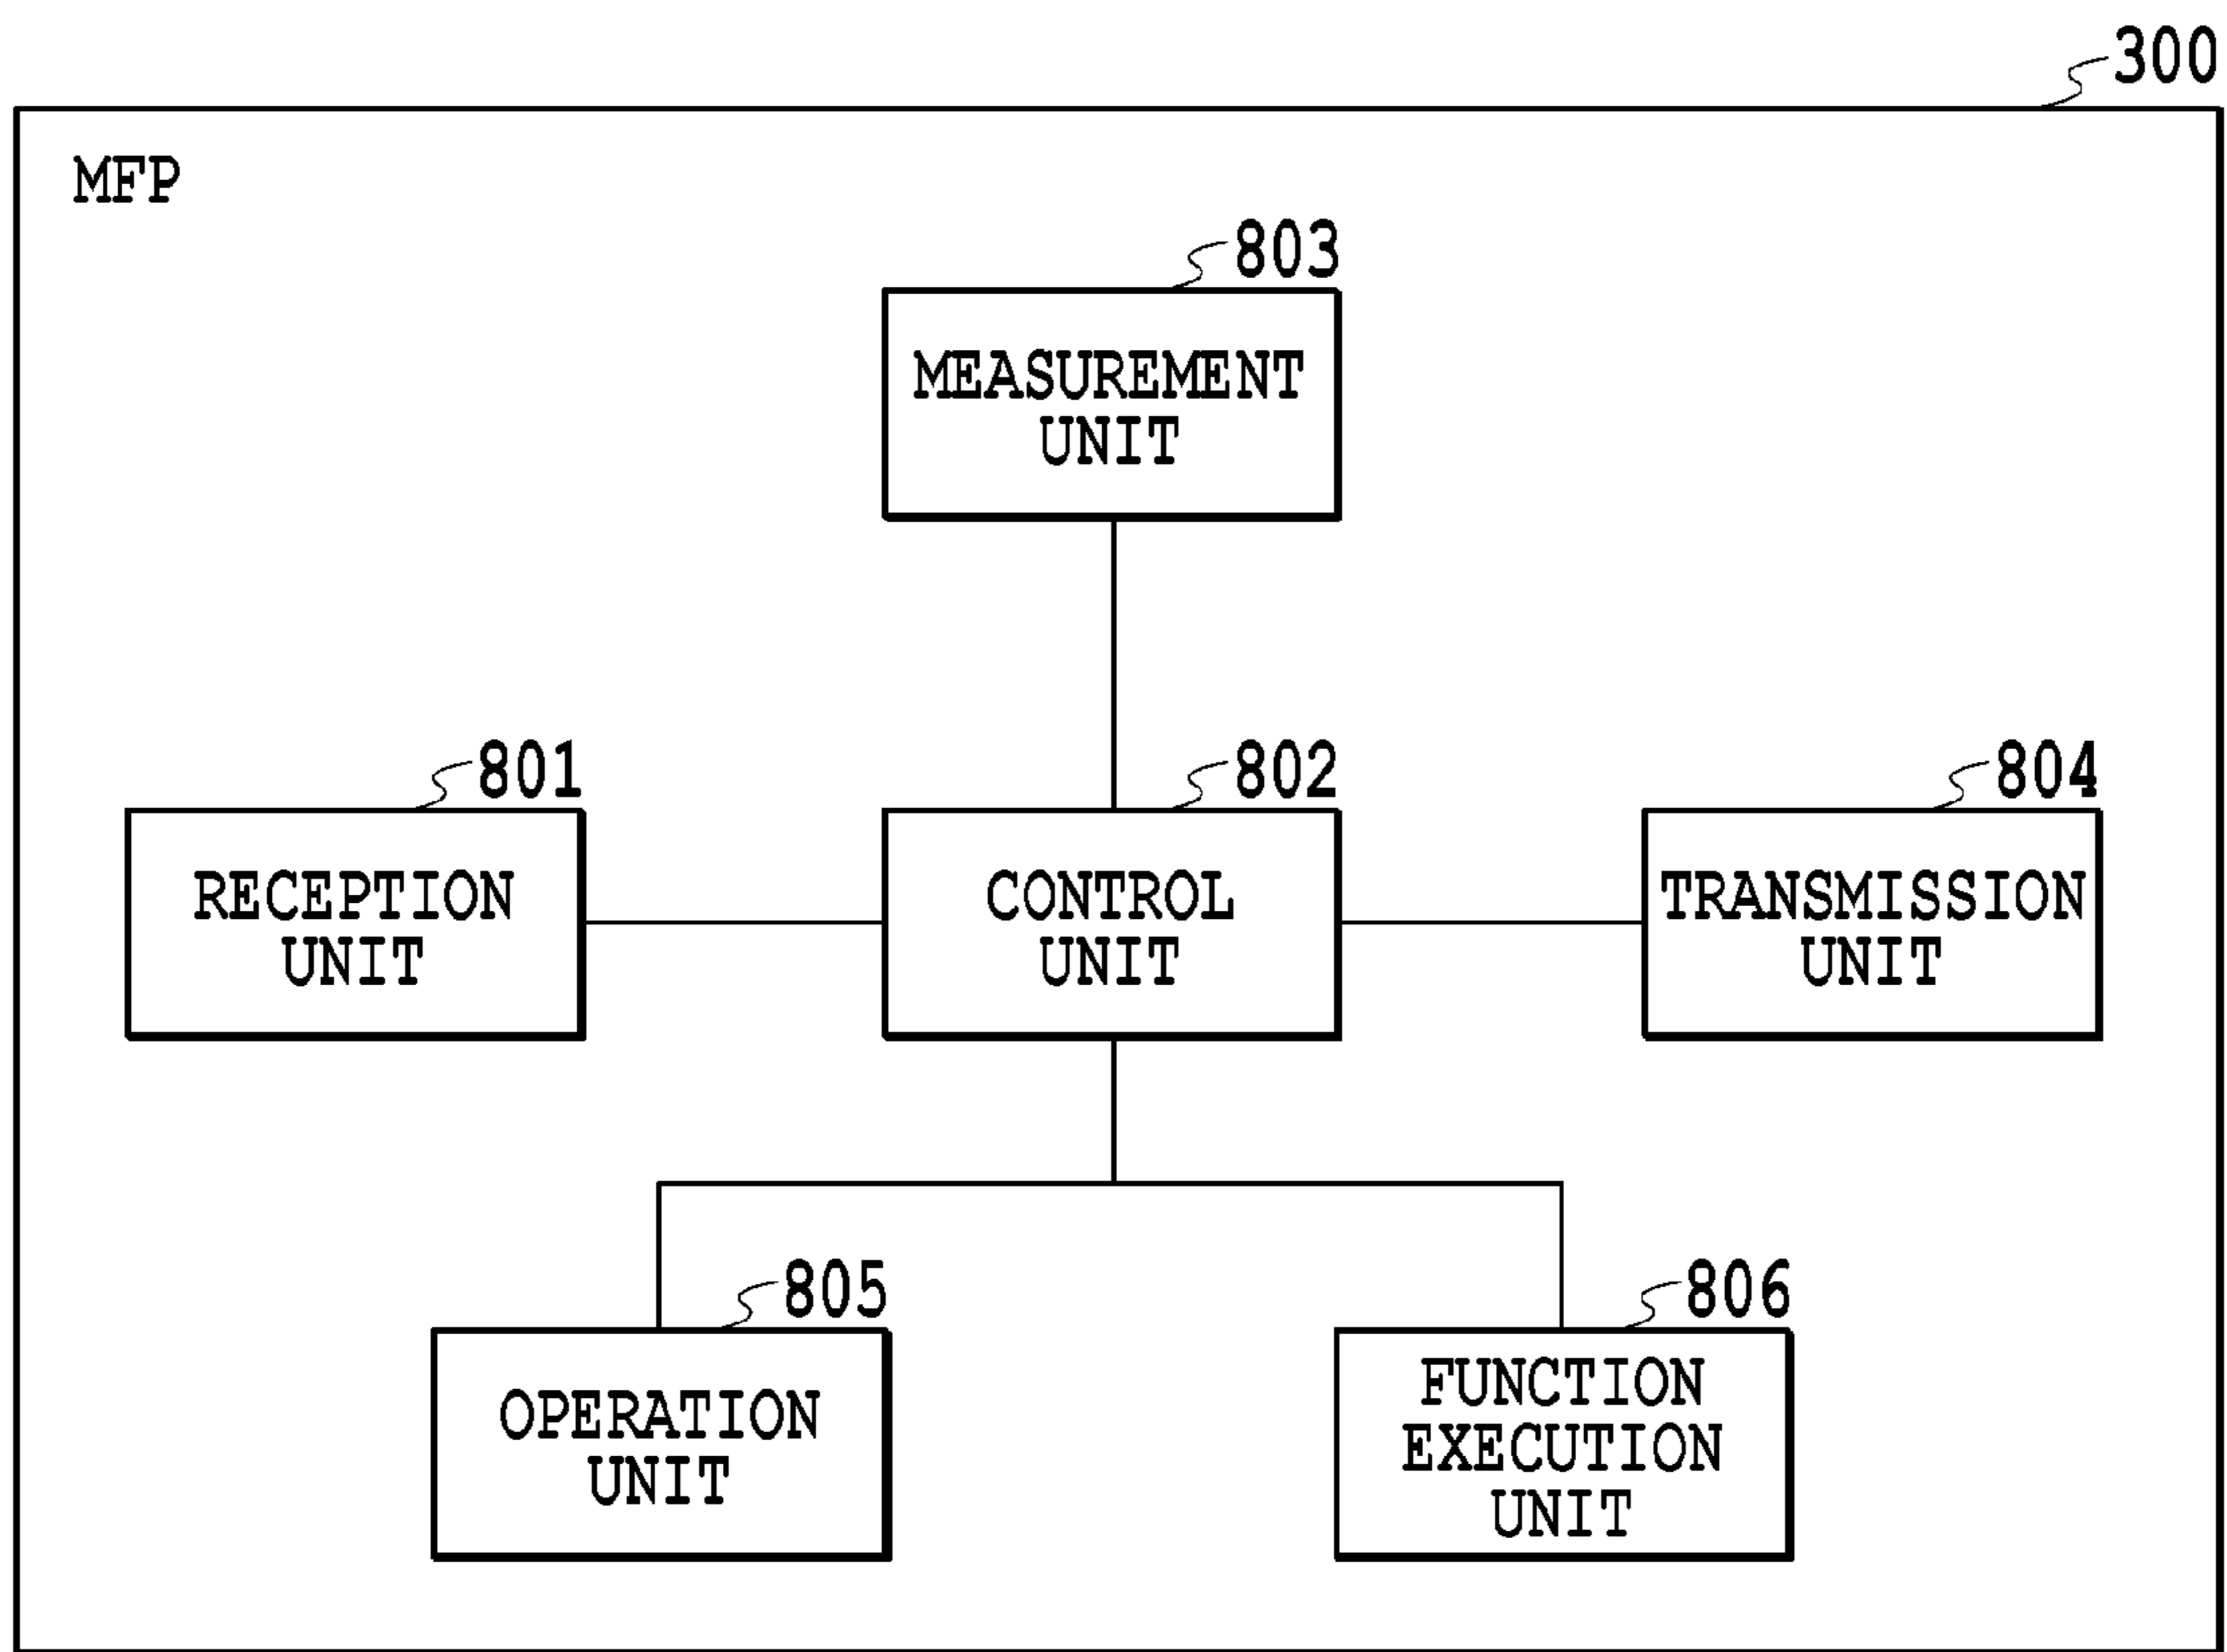 300
MFP
803
MEASUREMENT
UNIT
801
802
804
RECEPTION
UNIT
CONTROL
UNIT
TRANSMISSION
UNIT
805
806
OPERATION
UNIT
FUNCTION
EXECUTION
UNIT